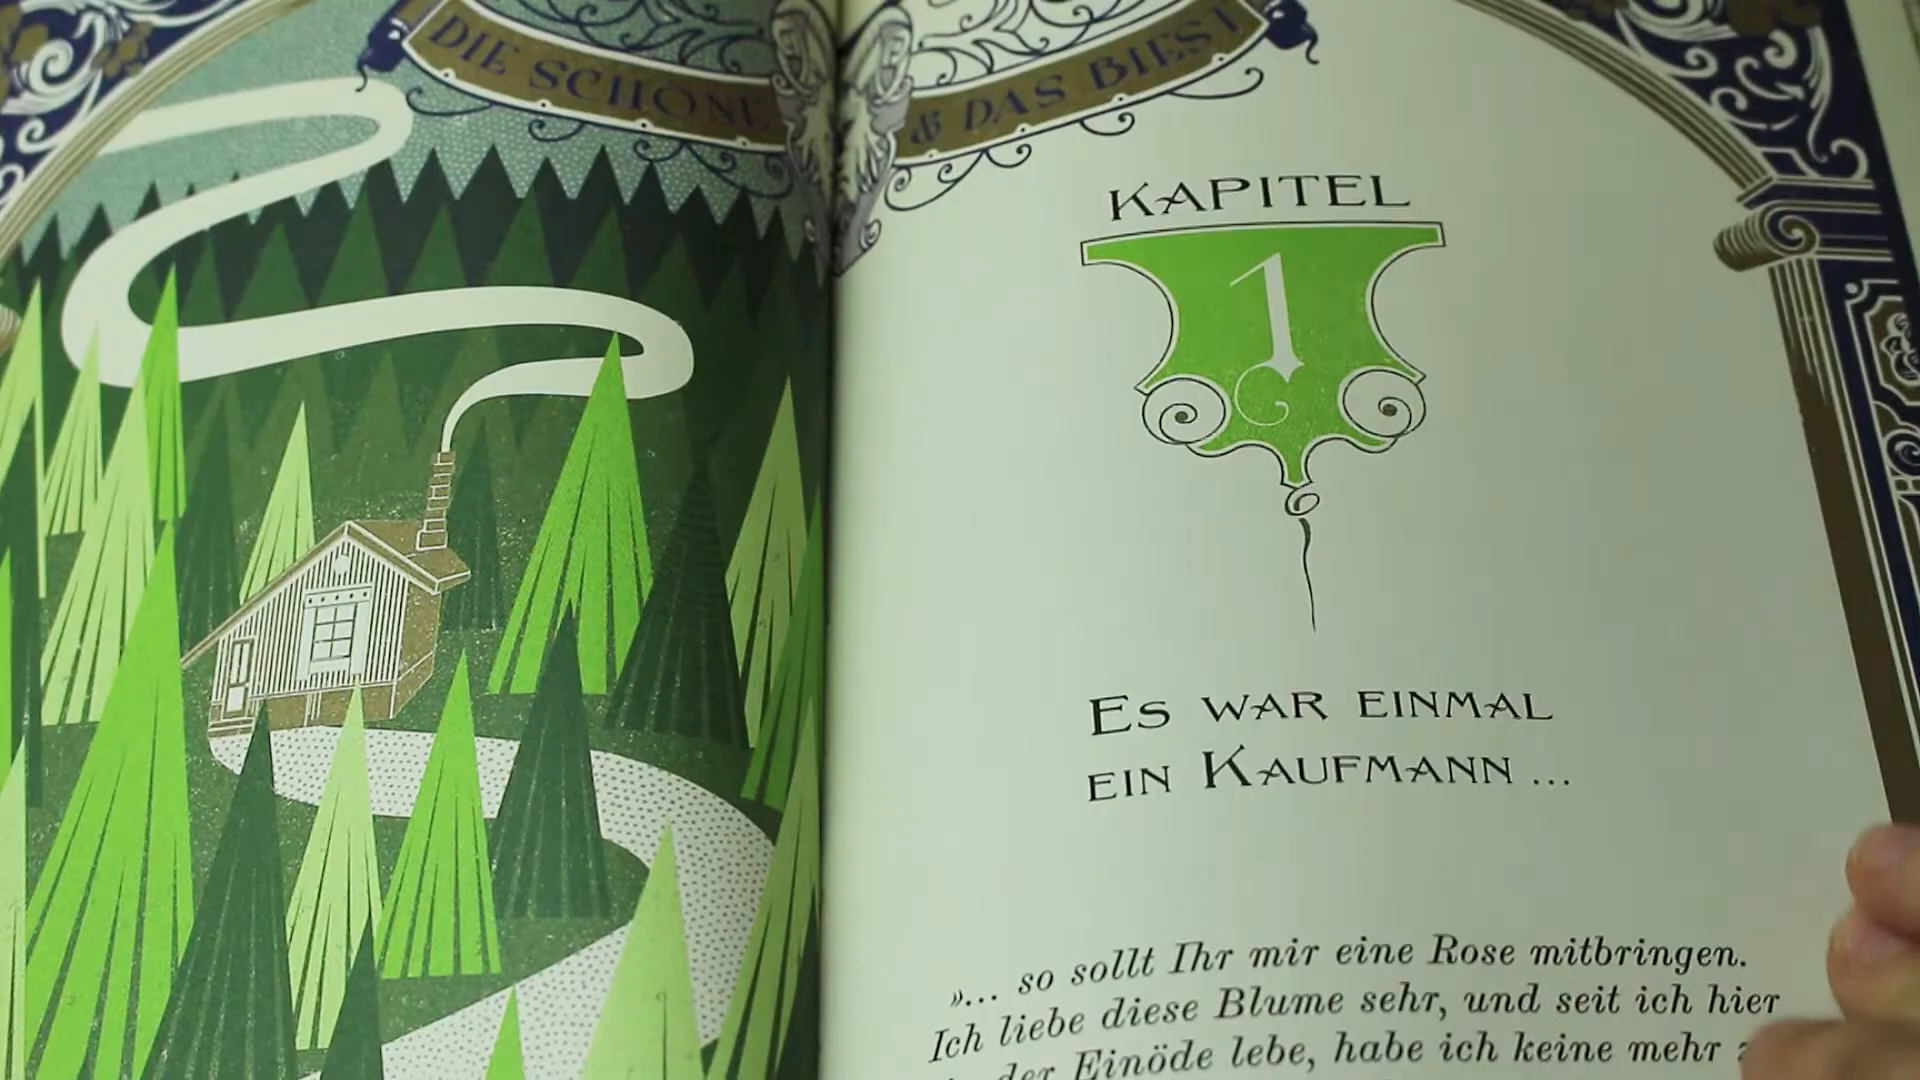 DIE SCHÖNE & DAS BIEST
KAPITEL
1
ES WAR EINMAL
EIN KAUFMANN ...
»... so sollt Ihr mir eine Rose mitbringen.
Ich liebe diese Blume sehr, und seit ich hier
der Einöde lebe, habe ich keine mehr